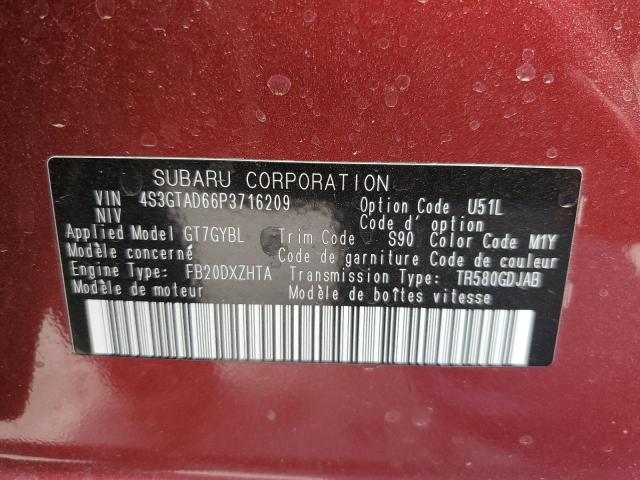 SUBARU CORPORATION
VIN 4S3GTAD66P3716209 Option Code U51L
NIV Code d' option
Applied Model GT7GYBL Trim Code S90 Color Code M1Y
Modèle concerné Code de garniture Code de couleur
Engine Type: FB20DXZHTA Transmission Type: TR580GDJAB
Modèle de moteur Modèle de boîtes vitesse